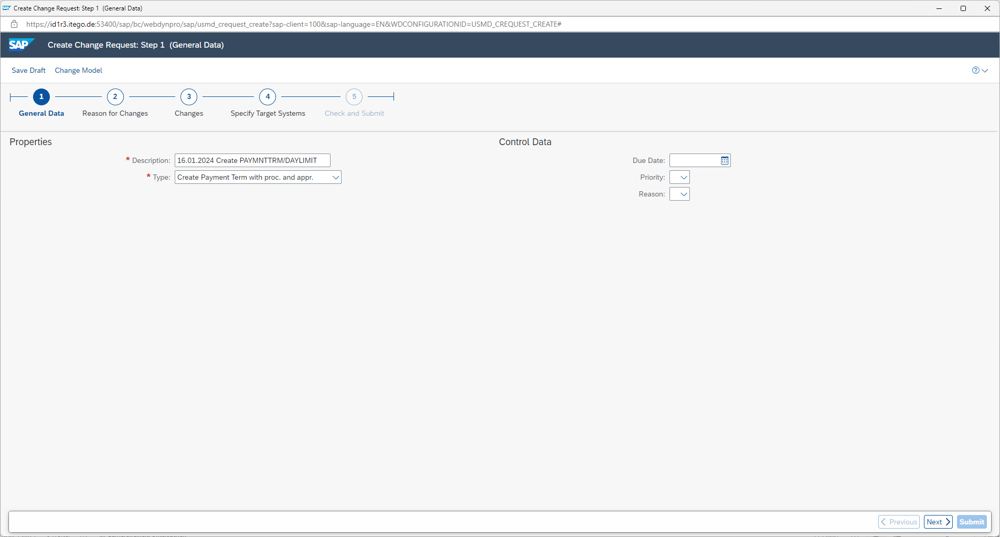 SAP Create Change Request: Step 1 (General Data)
https://id1r3.itego.de:53400/sap/bc/webdynpro/sap/usmd_crequest_create?sap-client=100&sap-language=EN&WDCONFIGURATIONID=USMD_CREQUEST_CREATE#
SAP Create Change Request: Step 1 (General Data)
Save Draft Change Model ?
1 2 3 4 5
General Data Reason for Changes Changes Specify Target Systems Check and Submit
Properties Control Data
* Description: 16.01.2024 Create PAYMNTTRM/DAYLIMIT Due Date:
* Type: Create Payment Term with proc. and appr. Priority:
Reason:
Previous Next Submit